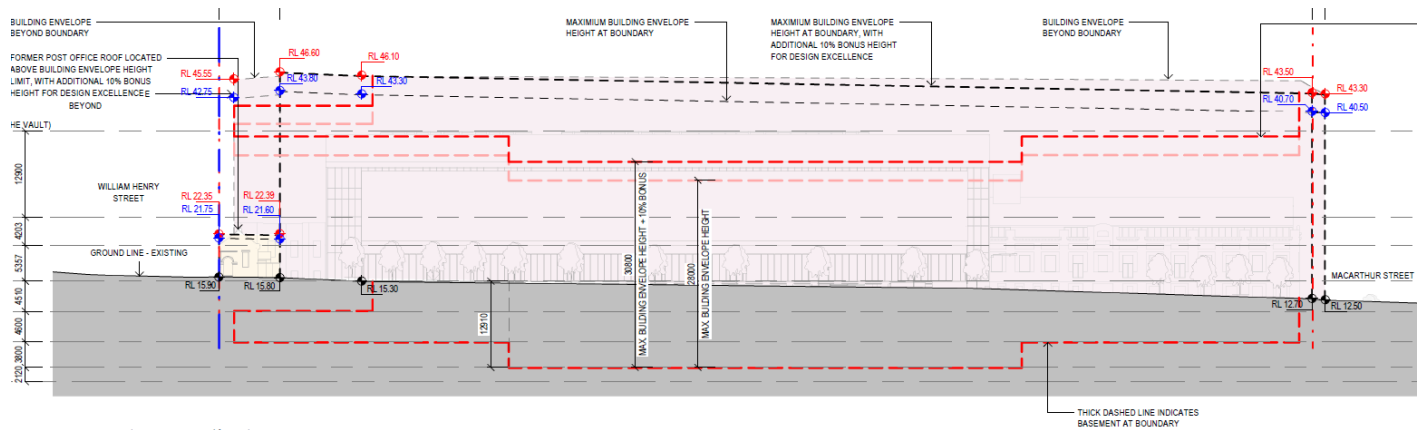 BUILDING ENVELOPE
BEYOND BOUNDARY
FORMER POST OFFICE ROOF LOCATED
ABOVE BUILDING ENVELOPE HEIGHT
LIMIT, WITH ADDITIONAL 10% BONUS
HEIGHT FOR DESIGN EXCELLENCE
BEYOND
HE VAULT)
RL 46.60
RL 46.10
RL 45.55
RL 43.80
RL 43.30
RL 42.75
MAXIMIUM BUILDING ENVELOPE
HEIGHT AT BOUNDARY
MAXIMIUM BUILDING ENVELOPE
HEIGHT AT BOUNDARY, WITH
ADDITIONAL 10% BONUS HEIGHT
FOR DESIGN EXCELLENCE
BUILDING ENVELOPE
BEYOND BOUNDARY
RL 43.50
RL 43.30
RL 40.70
RL 40.50
WILLIAM HENRY
STREET
RL 22.35
RL 22.39
RL 21.75
RL 21.60
GROUND LINE - EXISTING
RL 15.90
RL 15.80
RL 15.30
12900
4203
5357
4510
4600
3800
2120
12910
30800
MAX. BUILDING ENVELOPE HEIGHT + 10% BONUS
28000
MAX. BUILDING ENVELOPE HEIGHT
MACARTHUR STREET
RL 12.70
RL 12.50
THICK DASHED LINE INDICATES
BASEMENT AT BOUNDARY